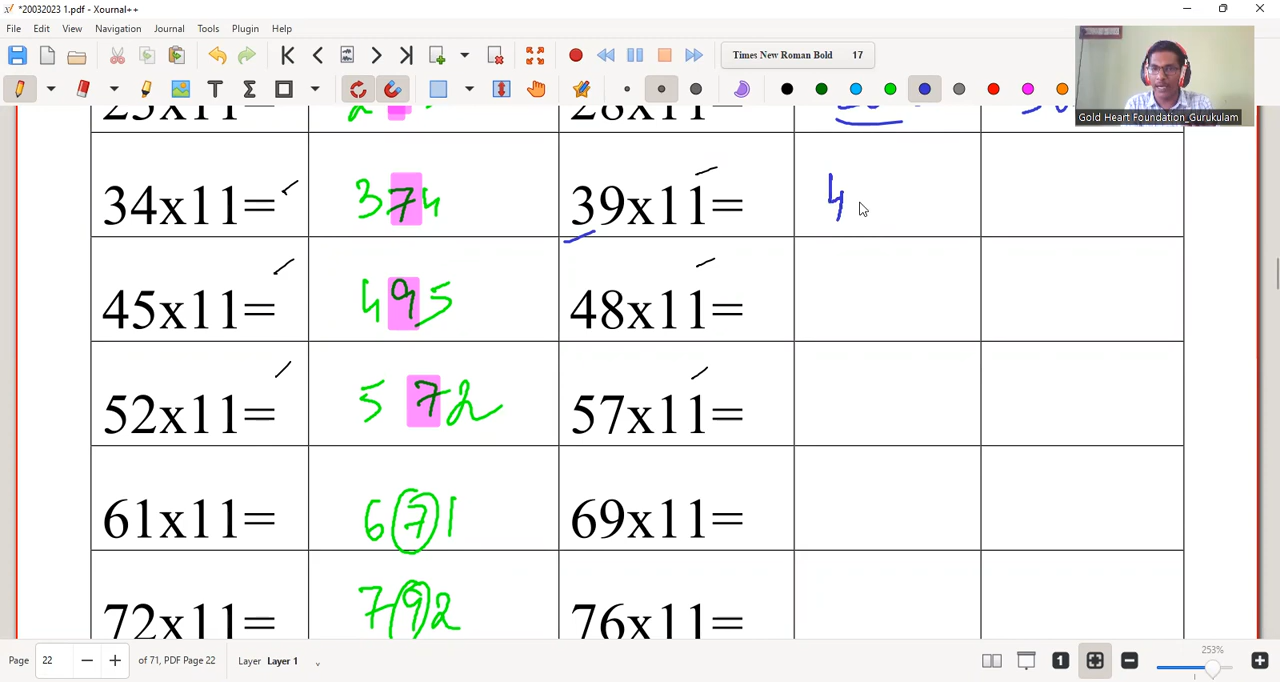 *20032023 1.pdf - Xournal++
File Edit View Navigation Journal Tools Plugin Help
Times New Roman Bold 17
Gold Heart Foundation_Gurukulam
34x11= 374 39x11= 4
45x11= 495 48x11=
52x11= 572 57x11=
61x11= 671 69x11=
72x11= 792 76x11=
Page 22 of 71, PDF Page 22 Layer Layer 1 253%